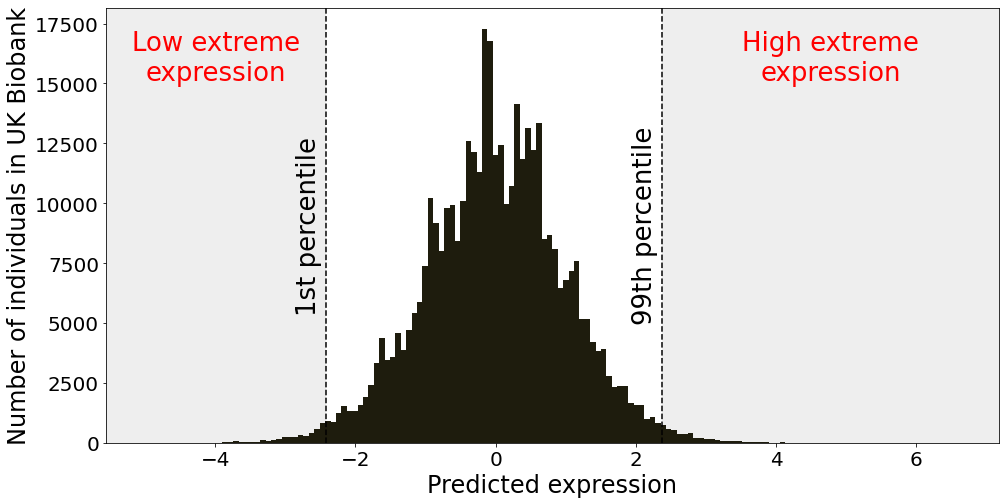 Low extreme
expression
High extreme
expression
1st percentile
99th percentile
Number of individuals in UK Biobank
17500
15000
12500
10000
7500
5000
2500
0
−4
−2
0
2
4
6
Predicted expression